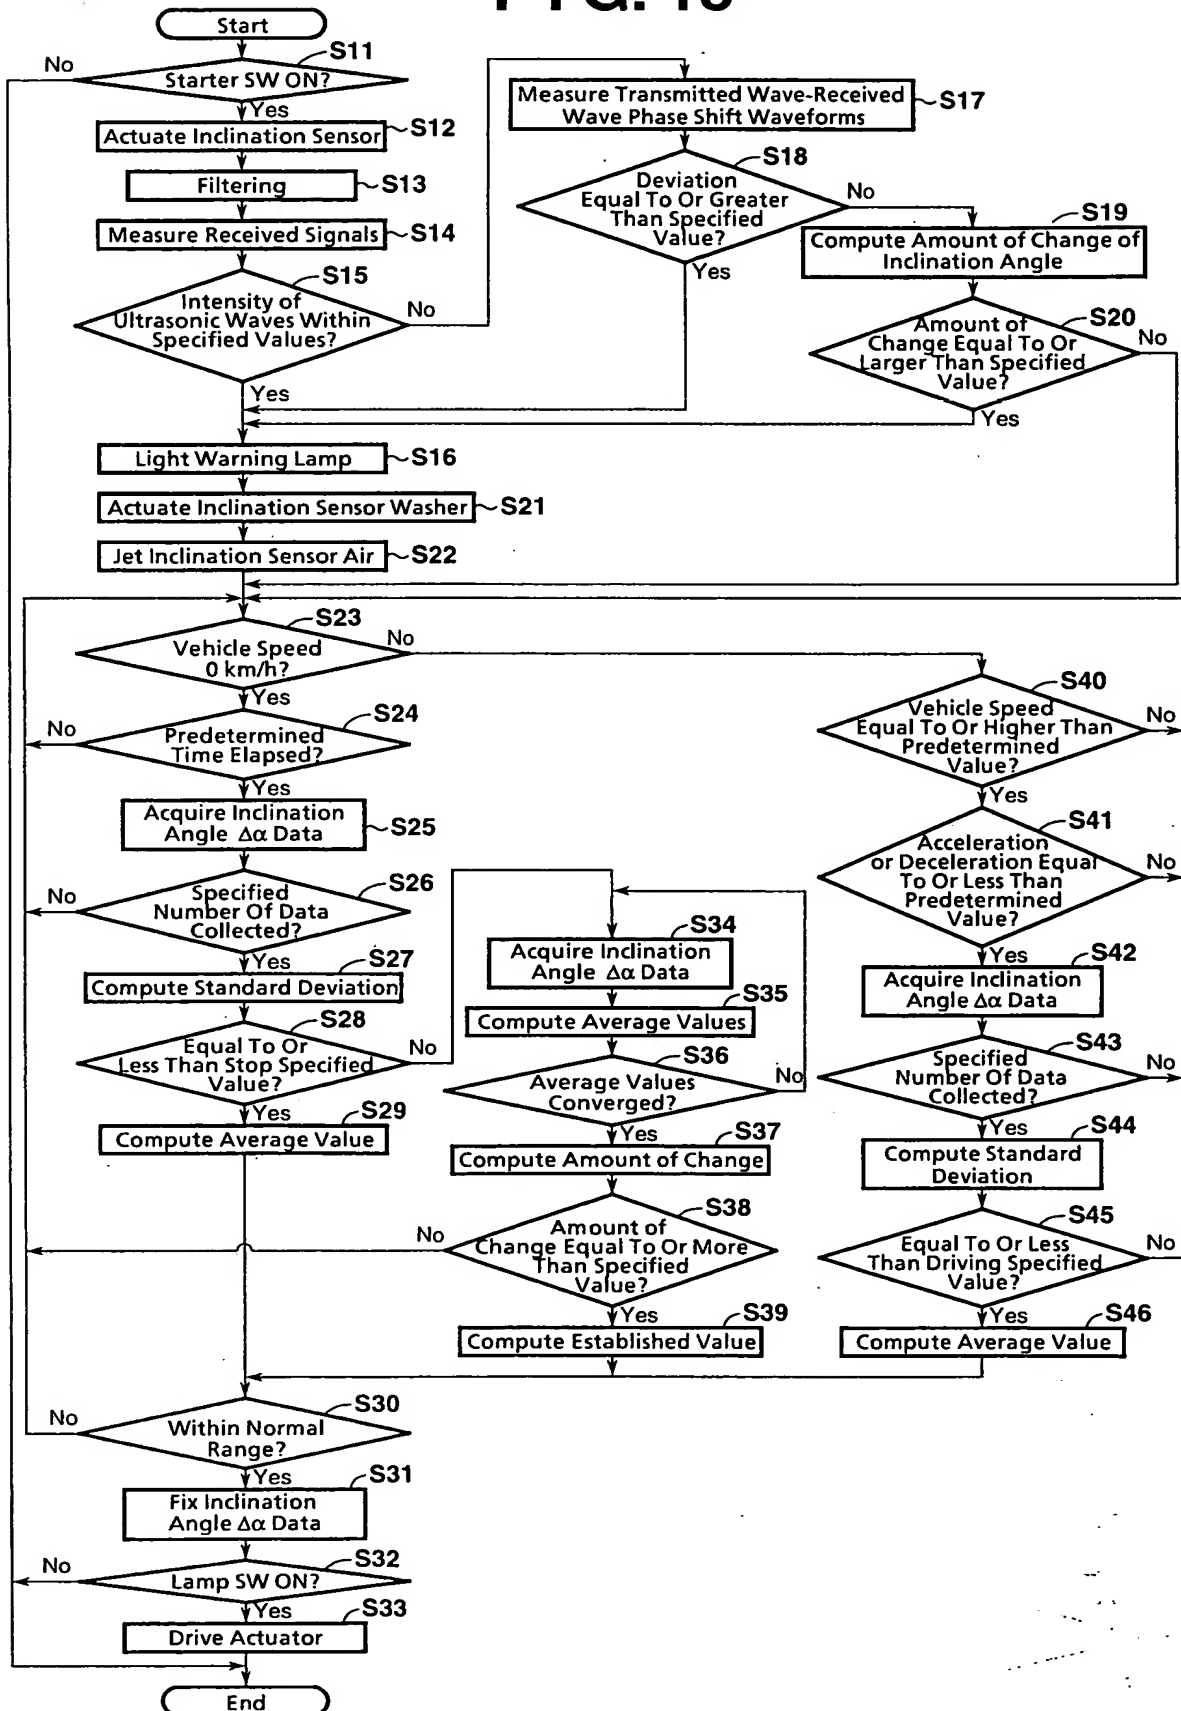 Start
S11
No
Starter SW ON?
Yes
Actuate Inclination Sensor
S12
Filtering
S13
Measure Received Signals
S14
S15
Intensity of
Ultrasonic Waves Within
Specified Values?
No
Yes
Measure Transmitted Wave-Received
Wave Phase Shift Waveforms
S17
S18
Deviation
Equal To Or Greater
Than Specified
Value?
No
Yes
S19
Compute Amount of Change of
Inclination Angle
S20
Amount of
Change Equal To Or
Larger Than Specified
Value?
No
Yes
Light Warning Lamp
S16
Actuate Inclination Sensor Washer
S21
Jet Inclination Sensor Air
S22
S23
Vehicle Speed
0 km/h?
No
Yes
S24
No
Predetermined
Time Elapsed?
Yes
Acquire Inclination
Angle Δα Data
S25
S26
No
Specified
Number Of Data
Collected?
Yes
S27
Compute Standard Deviation
S28
Equal To Or
Less Than Stop Specified
Value?
No
Yes
S29
Compute Average Value
S34
Acquire Inclination
Angle Δα Data
S35
Compute Average Values
S36
Average Values
Converged?
No
Yes
S37
Compute Amount of Change
S38
No
Amount of
Change Equal To Or More
Than Specified
Value?
Yes
S39
Compute Established Value
S40
Vehicle Speed
Equal To Or Higher Than
Predetermined
Value?
No
Yes
S41
Acceleration
or Deceleration Equal
To Or Less Than
Predetermined
Value?
No
Yes
S42
Acquire Inclination
Angle Δα Data
S43
Specified
Number Of Data
Collected?
No
Yes
S44
Compute Standard
Deviation
S45
Equal To Or Less
Than Driving Specified
Value?
No
Yes
S46
Compute Average Value
S30
No
Within Normal
Range?
Yes
S31
Fix Inclination
Angle Δα Data
S32
No
Lamp SW ON?
Yes
S33
Drive Actuator
End